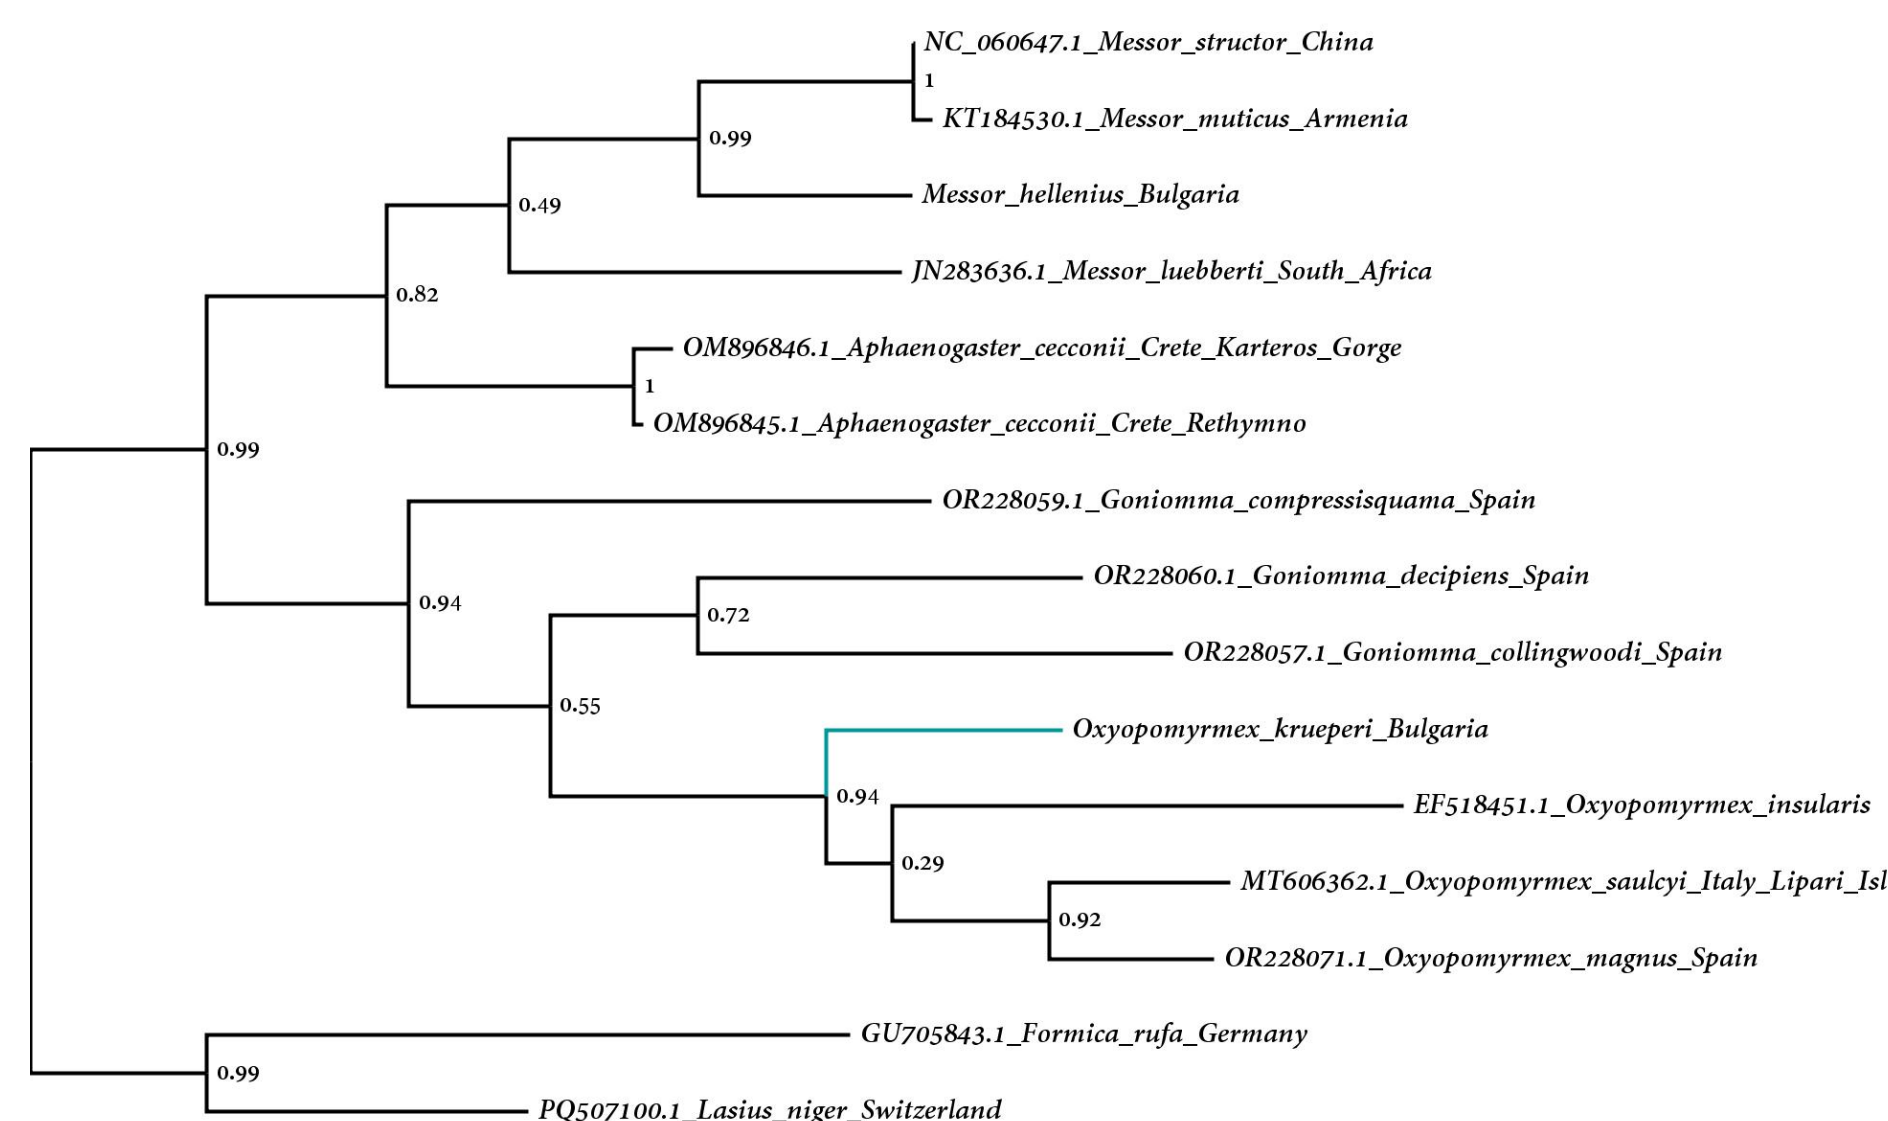 NC_060647.1_Messor_structor_China
1
KT184530.1_Messor_muticus_Armenia
0.99
Messor_hellenius_Bulgaria
0.49
JN283636.1_Messor_luebberti_South_Africa
0.82
OM896846.1_Aphaenogaster_cecconii_Crete_Karteros_Gorge
1
OM896845.1_Aphaenogaster_cecconii_Crete_Rethymno
0.99
OR228059.1_Goniomma_compressisquama_Spain
OR228060.1_Goniomma_decipiens_Spain
0.94
0.72
OR228057.1_Goniomma_collingwoodi_Spain
0.55
Oxyopomyrmex_krueperi_Bulgaria
0.94
EF518451.1_Oxyopomyrmex_insularis
0.29
MT606362.1_Oxyopomyrmex_saulcyi_Italy_Lipari_Isl
0.92
OR228071.1_Oxyopomyrmex_magnus_Spain
GU705843.1_Formica_rufa_Germany
0.99
PQ507100.1_Lasius_niger_Switzerland